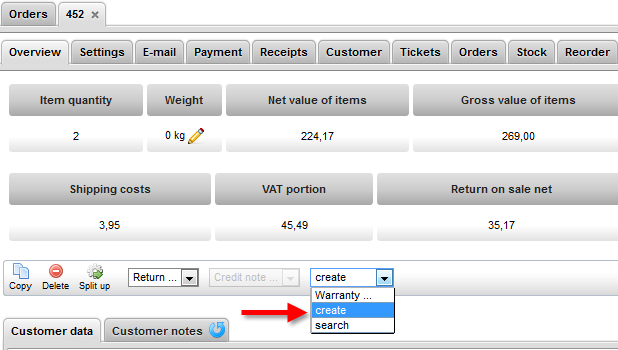 Orders 452
Overview Settings E-mail Payment Receipts Customer Tickets Orders Stock Reorder
Item quantity Weight Net value of items Gross value of items
2 0 kg 224,17 269,00
Shipping costs VAT portion Return on sale net
3,95 45,49 35,17
Copy Delete Split up Return ... Credit note ... create
Warranty ...
create
search
Customer data Customer notes